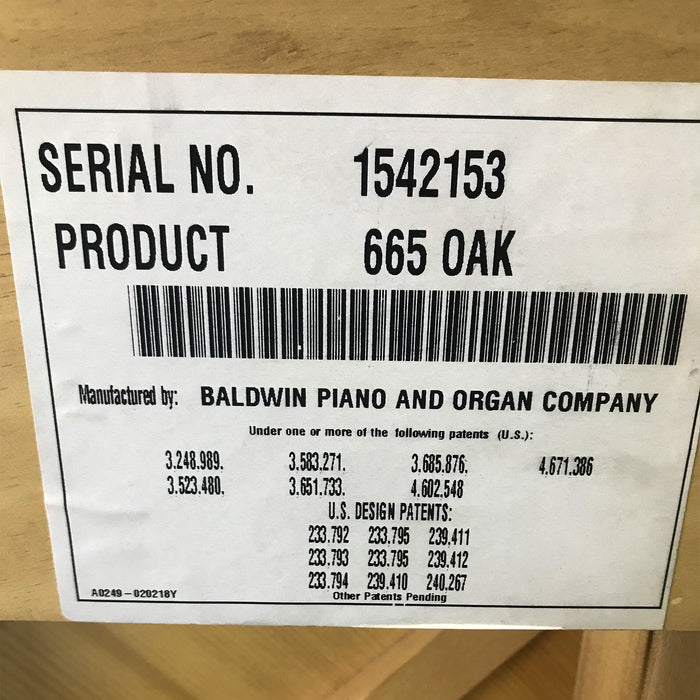 SERIAL NO. 1542153
PRODUCT 665 OAK
Manufactured by: BALDWIN PIANO AND ORGAN COMPANY
Under one or more of the following patents (U.S.):
3.248.989. 3.583.271. 3.685.876. 4.671.386
3.523.480. 3.651.733. 4.602.548
U.S. DESIGN PATENTS:
233.792 233.795 239.411
233.793 233.795 239.412
233.794 239.410 240.267
A0249-020218Y Other Patents Pending